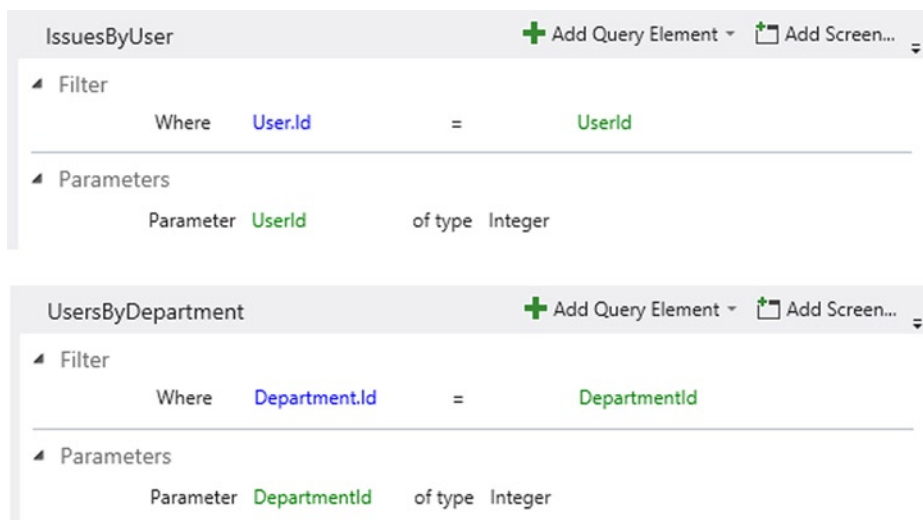 IssuesByUser Add Query Element Add Screen...
Filter
Where User.Id = UserId
Parameters
Parameter UserId of type Integer
UsersByDepartment Add Query Element Add Screen...
Filter
Where Department.Id = DepartmentId
Parameters
Parameter DepartmentId of type Integer